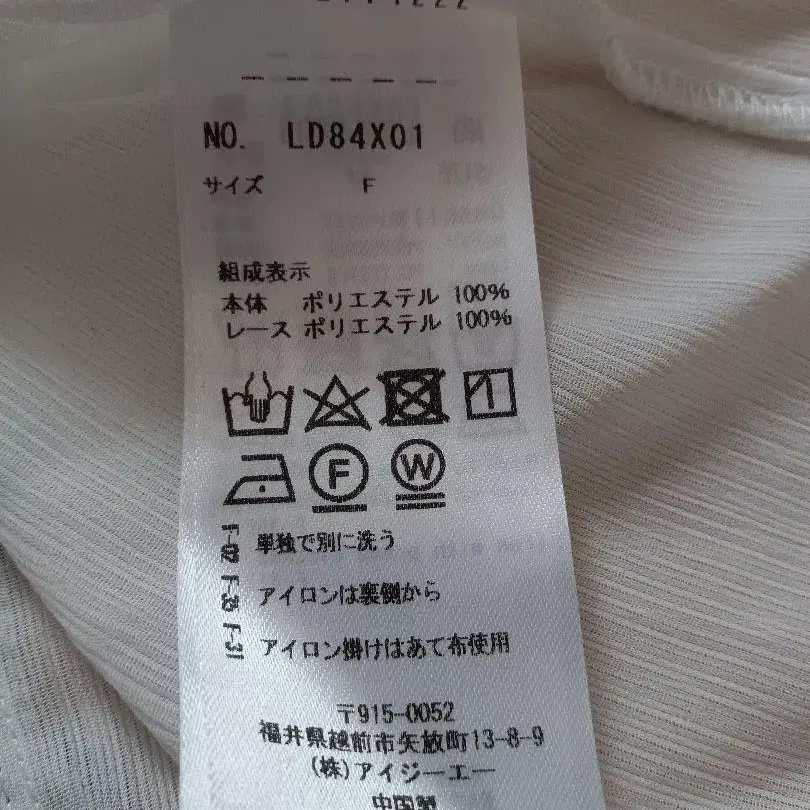 NO. LD84X01
サイズ F
組成表示
本体 ポリエステル 100%
レース ポリエステル 100%
F
W
F-02 単独で別に洗う
F-35 アイロンは裏側から
F-31 アイロン掛けはあて布使用
〒915-0052
福井県越前市矢放町13-8-9
(株)アイジーエー
中国製